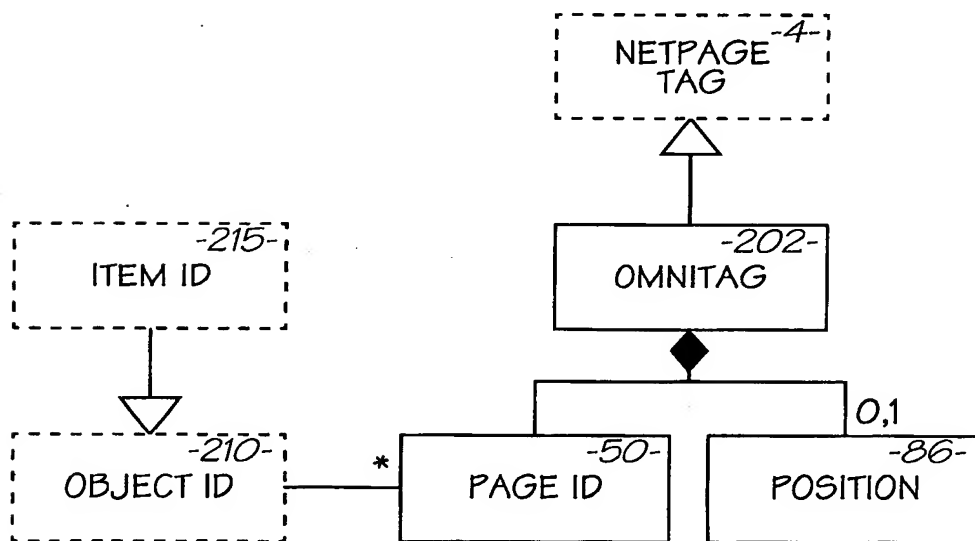 -4-
NETPAGE
TAG
-215-
ITEM ID
-202-
OMNITAG
0,1
-210-
OBJECT ID
*
-50-
PAGE ID
-86-
POSITION